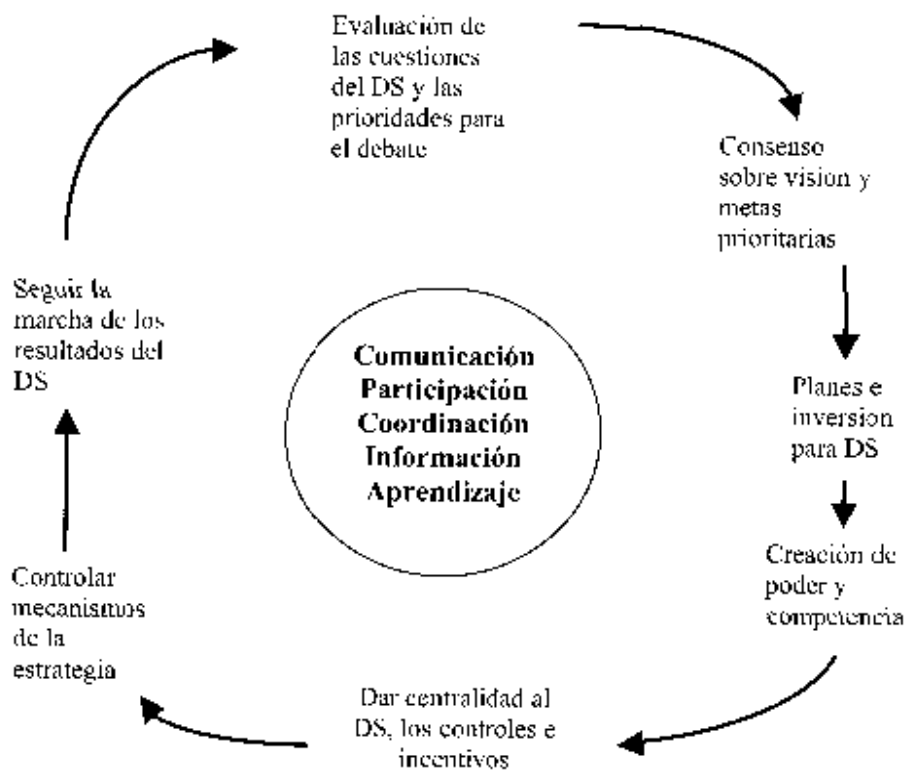 Evaluación de
las cuestiones
del DS y las
prioridades para
el debate
Consenso
sobre vision y
metas
prioritarias
Planes e
inversion
para DS
Creación de
poder y
competencia
Dar centralidad al
DS, los controles e
incentivos
Controlar
mecanismos
de la
estrategia
Seguir la
marcha de los
resultados del
DS
Comunicación
Participación
Coordinación
Información
Aprendizaje